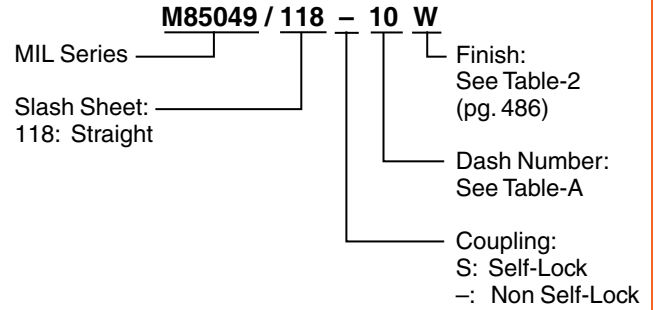 M85049 / 118 – 10 W
MIL Series
Slash Sheet:
118: Straight
Finish:
See Table-2
(pg. 486)
Dash Number:
See Table-A
Coupling:
S: Self-Lock
–: Non Self-Lock